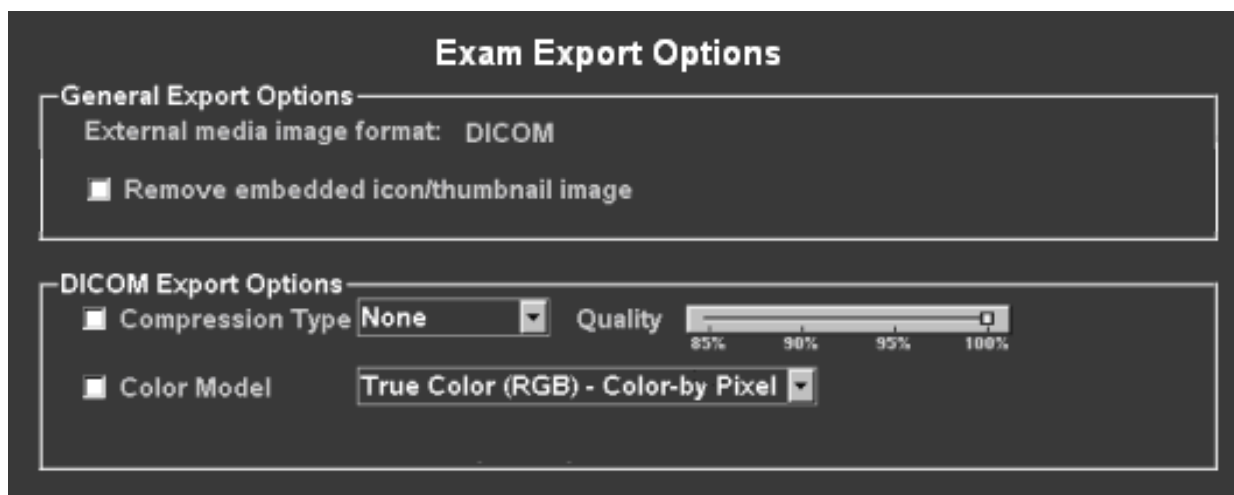 Exam Export Options
General Export Options
External media image format: DICOM
Remove embedded icon/thumbnail image
DICOM Export Options
Compression Type None Quality
85% 90% 95% 100%
Color Model True Color (RGB) - Color-by Pixel